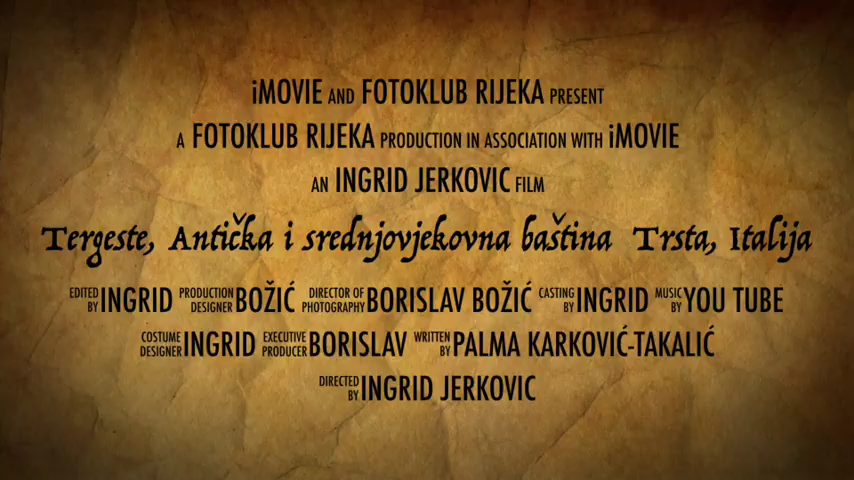 iMOVIE AND FOTOKLUB RIJEKA PRESENT
A FOTOKLUB RIJEKA PRODUCTION IN ASSOCIATION WITH iMOVIE
AN INGRID JERKOVIC FILM
Tergeste, Antička i srednjovjekovna baština Trsta, Italija
EDITED BY INGRID PRODUCTION DESIGNER BOŽIĆ DIRECTOR OF PHOTOGRAPHY BORISLAV BOŽIĆ CASTING BY INGRID MUSIC BY YOU TUBE
COSTUME DESIGNER INGRID EXECUTIVE PRODUCER BORISLAV WRITTEN BY PALMA KARKOVIĆ-TAKALIĆ
DIRECTED BY INGRID JERKOVIC